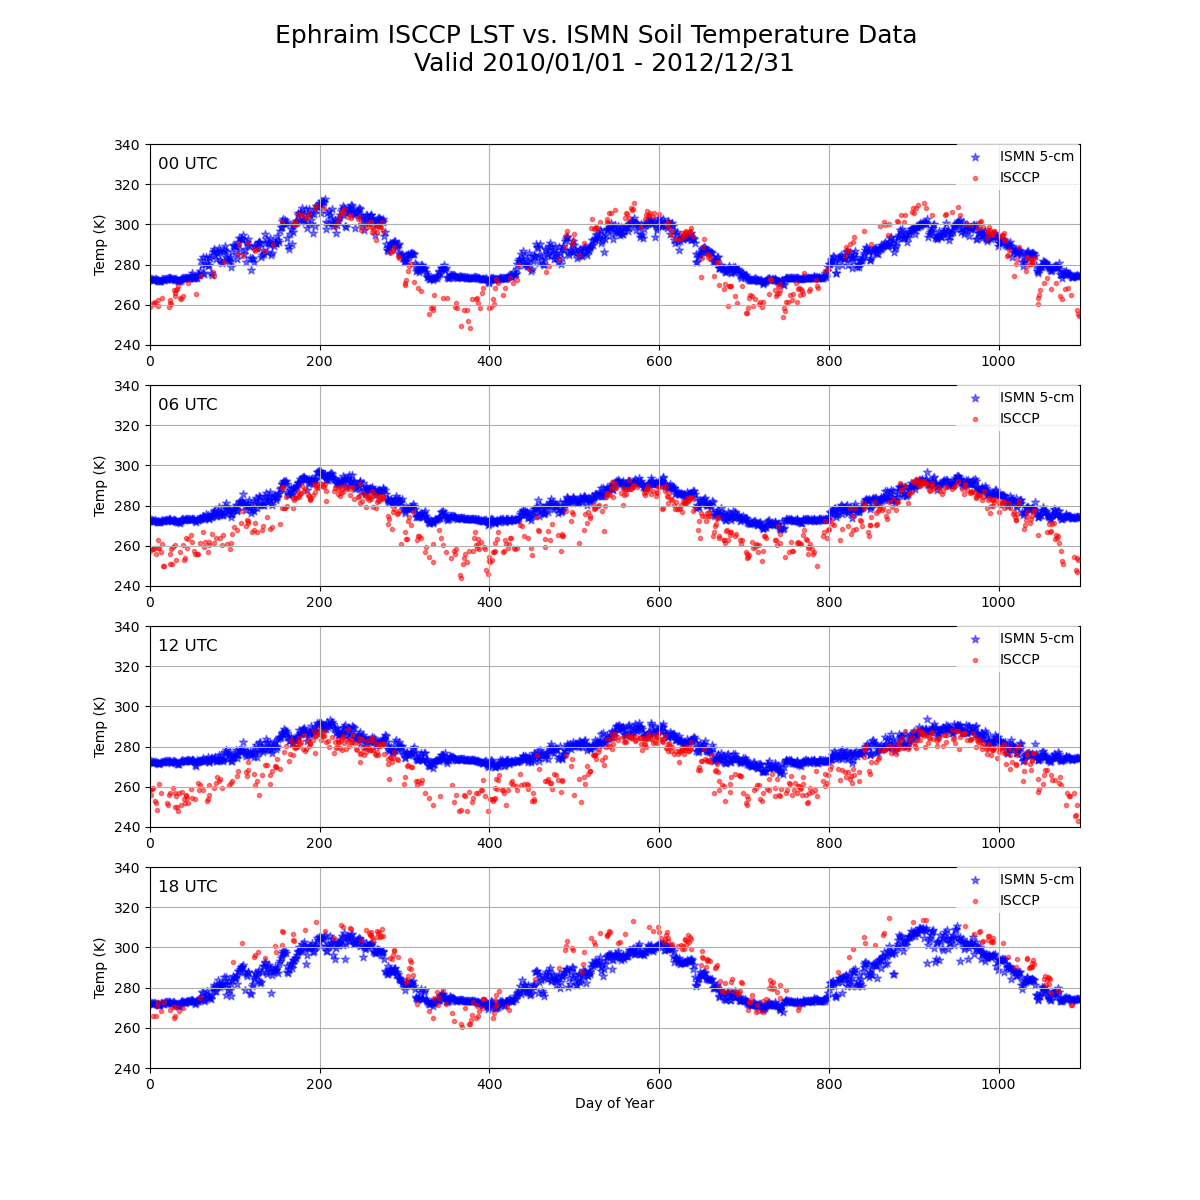 Ephraim ISCCP LST vs. ISMN Soil Temperature Data
Valid 2010/01/01 - 2012/12/31
340
320
300
280
260
240
Temp (K)
00 UTC
ISMN 5-cm
ISCCP
0 200 400 600 800 1000
340
320
300
280
260
240
Temp (K)
06 UTC
ISMN 5-cm
ISCCP
0 200 400 600 800 1000
340
320
300
280
260
240
Temp (K)
12 UTC
ISMN 5-cm
ISCCP
0 200 400 600 800 1000
340
320
300
280
260
240
Temp (K)
18 UTC
ISMN 5-cm
ISCCP
0 200 400 600 800 1000
Day of Year